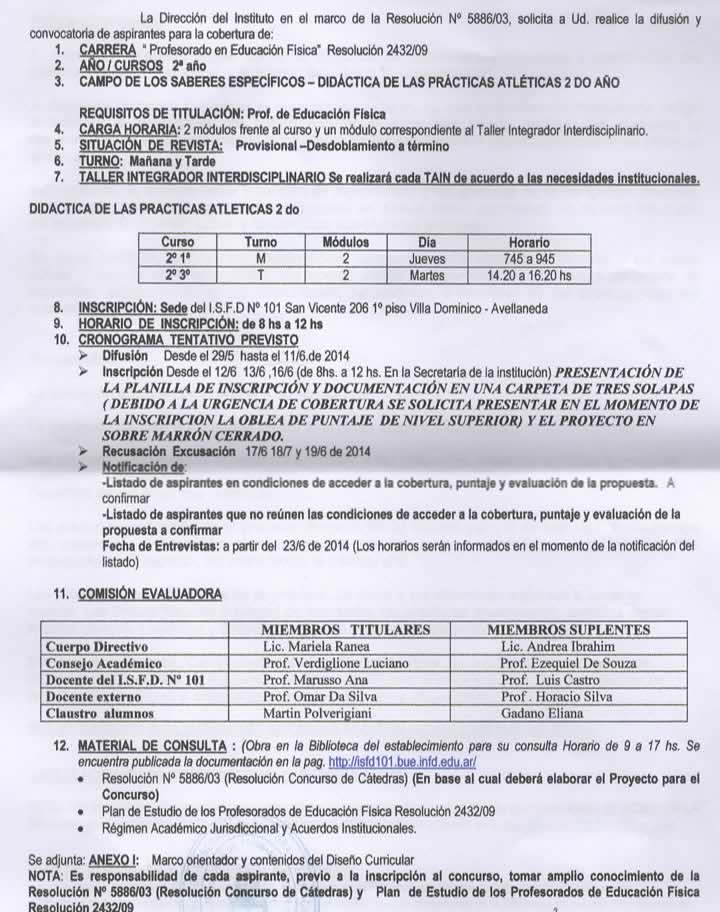 La Dirección del Instituto en el marco de la Resolución Nº 5886/03, solicita a Ud. realice la difusión y
convocatoria de aspirantes para la cobertura de:
1. CARRERA " Profesorado en Educación Física" Resolución 2432/09
2. AÑO / CURSOS 2º año
3. CAMPO DE LOS SABERES ESPECÍFICOS – DIDÁCTICA DE LAS PRÁCTICAS ATLÉTICAS 2 DO AÑO
REQUISITOS DE TITULACIÓN: Prof. de Educación Física
4. CARGA HORARIA: 2 módulos frente al curso y un módulo correspondiente al Taller Integrador Interdisciplinario.
5. SITUACIÓN DE REVISTA: Provisional –Desdoblamiento a término
6. TURNO: Mañana y Tarde
7. TALLER INTEGRADOR INTERDISCIPLINARIO Se realizará cada TAIN de acuerdo a las necesidades institucionales.
DIDACTICA DE LAS PRACTICAS ATLETICAS 2 do
Curso Turno Módulos Día Horario
2º 1ª M 2 Jueves 745 a 945
2º 3º T 2 Martes 14.20 a 16.20 hs
8. INSCRIPCIÓN: Sede del I.S.F.D Nº 101 San Vicente 206 1º piso Villa Dominico - Avellaneda
9. HORARIO DE INSCRIPCIÓN: de 8 hs a 12 hs
10. CRONOGRAMA TENTATIVO PREVISTO
➢ Difusión Desde el 29/5 hasta el 11/6.de 2014
➢ Inscripción Desde el 12/6 13/6 ,16/6 (de 8hs. a 12 hs. En la Secretaria de la institución) PRESENTACIÓN DE
LA PLANILLA DE INSCRIPCIÓN Y DOCUMENTACIÓN EN UNA CARPETA DE TRES SOLAPAS
( DEBIDO A LA URGENCIA DE COBERTURA SE SOLICITA PRESENTAR EN EL MOMENTO DE
LA INSCRIPCION LA OBLEA DE PUNTAJE DE NIVEL SUPERIOR) Y EL PROYECTO EN
SOBRE MARRÓN CERRADO.
➢ Recusación Excusación 17/6 18/7 y 19/6 de 2014
➢ Notificación de:
-Listado de aspirantes en condiciones de acceder a la cobertura, puntaje y evaluación de la propuesta. A
confirmar
-Listado de aspirantes que no reúnen las condiciones de acceder a la cobertura, puntaje y evaluación de la
propuesta a confirmar
Fecha de Entrevistas: a partir del 23/6 de 2014 (Los horarios serán informados en el momento de la notificación del
listado)
11. COMISIÓN EVALUADORA
MIEMBROS TITULARES MIEMBROS SUPLENTES
Cuerpo Directivo Lic. Mariela Ranea Lic. Andrea Ibrahim
Consejo Académico Prof. Verdiglione Luciano Prof. Ezequiel De Souza
Docente del I.S.F.D. Nº 101 Prof. Marusso Ana Prof. Luis Castro
Docente externo Prof. Omar Da Silva Prof . Horacio Silva
Claustro alumnos Martin Polverigiani Gadano Eliana
12. MATERIAL DE CONSULTA : (Obra en la Biblioteca del establecimiento para su consulta Horario de 9 a 17 hs. Se
encuentra publicada la documentación en la pag. http://isfd101.bue.infd.edu.ar/
• Resolución Nº 5886/03 (Resolución Concurso de Cátedras) (En base al cual deberá elaborar el Proyecto para el
Concurso)
• Plan de Estudio de los Profesorados de Educación Física Resolución 2432/09
• Régimen Académico Jurisdiccional y Acuerdos Institucionales.
Se adjunta: ANEXO I: Marco orientador y contenidos del Diseño Curricular
NOTA: Es responsabilidad de cada aspirante, previo a la inscripción al concurso, tomar amplio conocimiento de la
Resolución Nº 5886/03 (Resolución Concurso de Cátedras) y Plan de Estudio de los Profesorados de Educación Física
Resolución 2432/09